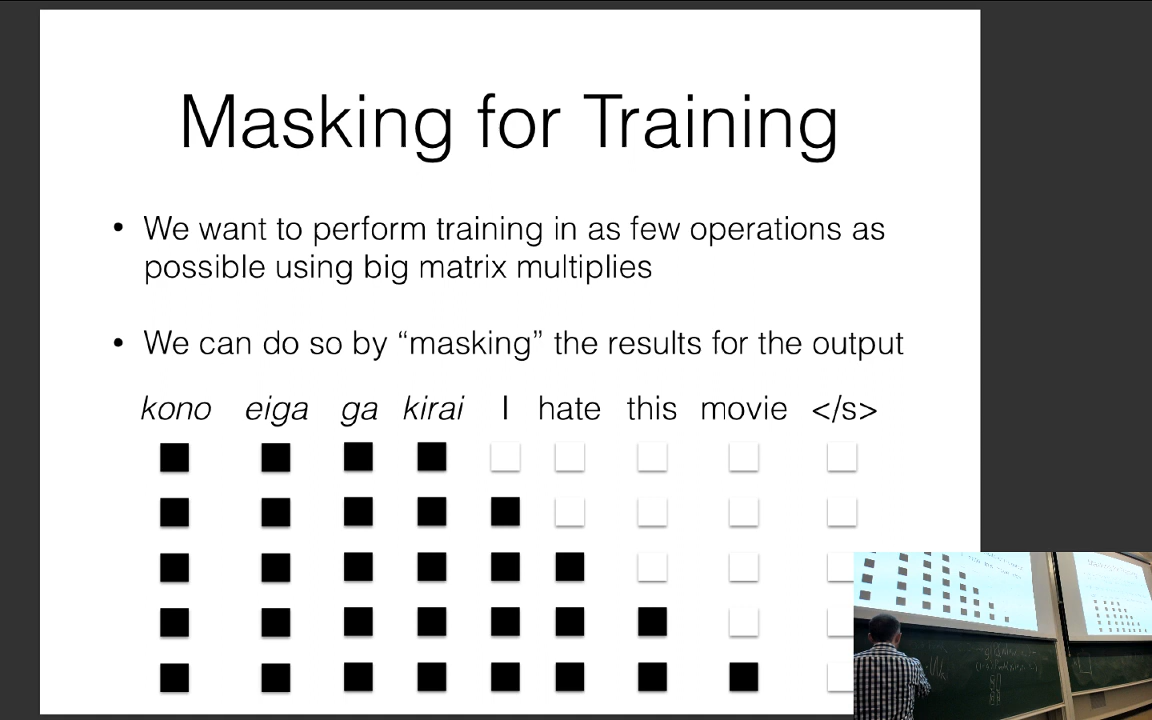 Masking for Training
• We want to perform training in as few operations as
possible using big matrix multiplies
• We can do so by “masking” the results for the output
kono eiga ga kirai I hate this movie </s>